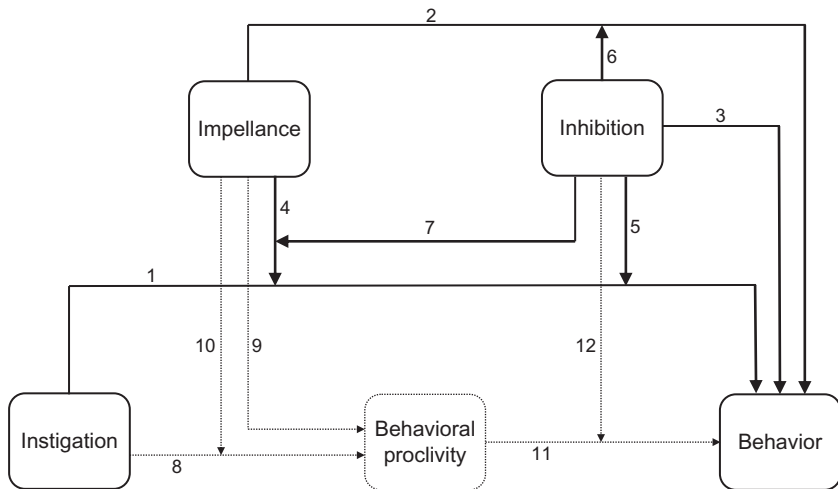 2
6
Impellance
Inhibition
3
4
7
5
1
10
9
12
Instigation
8
Behavioral
proclivity
11
Behavior